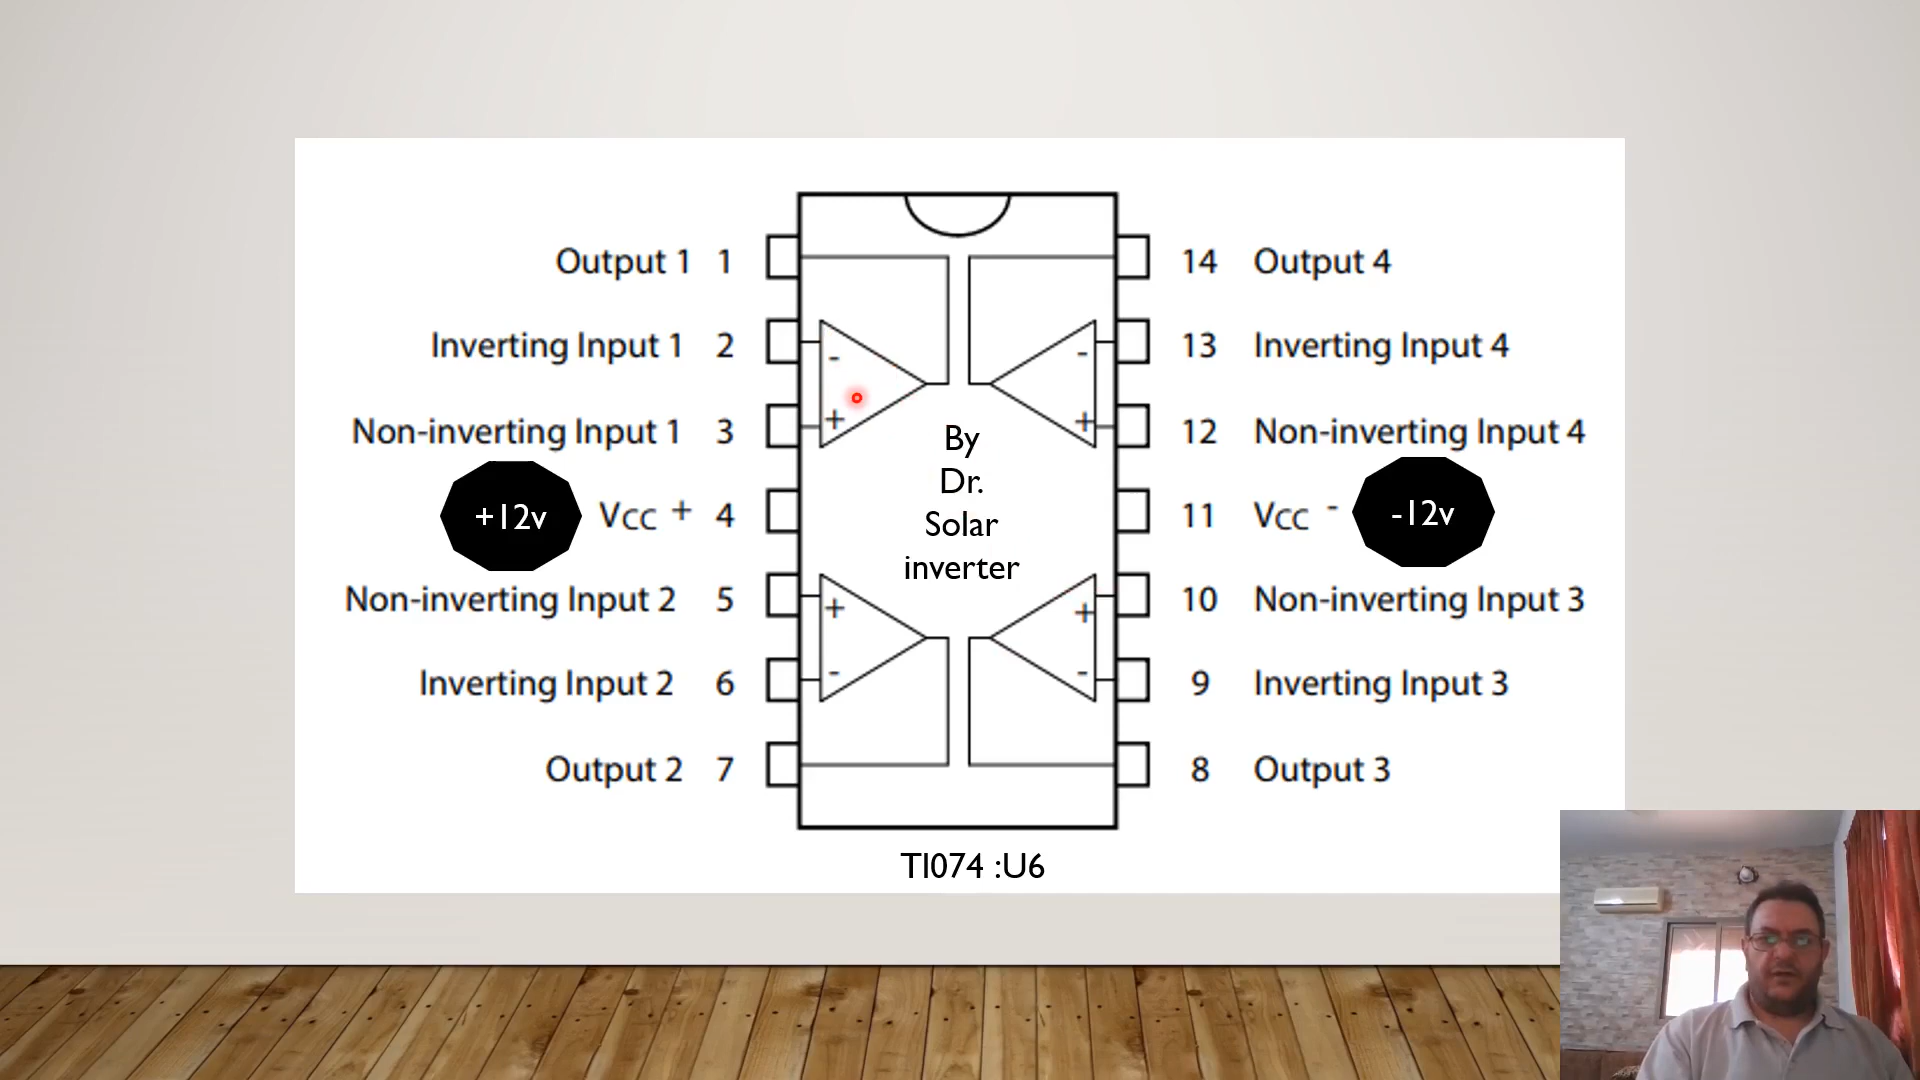 Output 1 1
14 Output 4
Inverting Input 1 2
-
-
13 Inverting Input 4
Non-inverting Input 1 3
+
+
12 Non-inverting Input 4
By
Dr.
Solar
inverter
+12v
Vcc + 4
11 Vcc -
-12v
Non-inverting Input 2 5
+
+
10 Non-inverting Input 3
Inverting Input 2 6
-
-
9 Inverting Input 3
Output 2 7
8 Output 3
Tl074 :U6